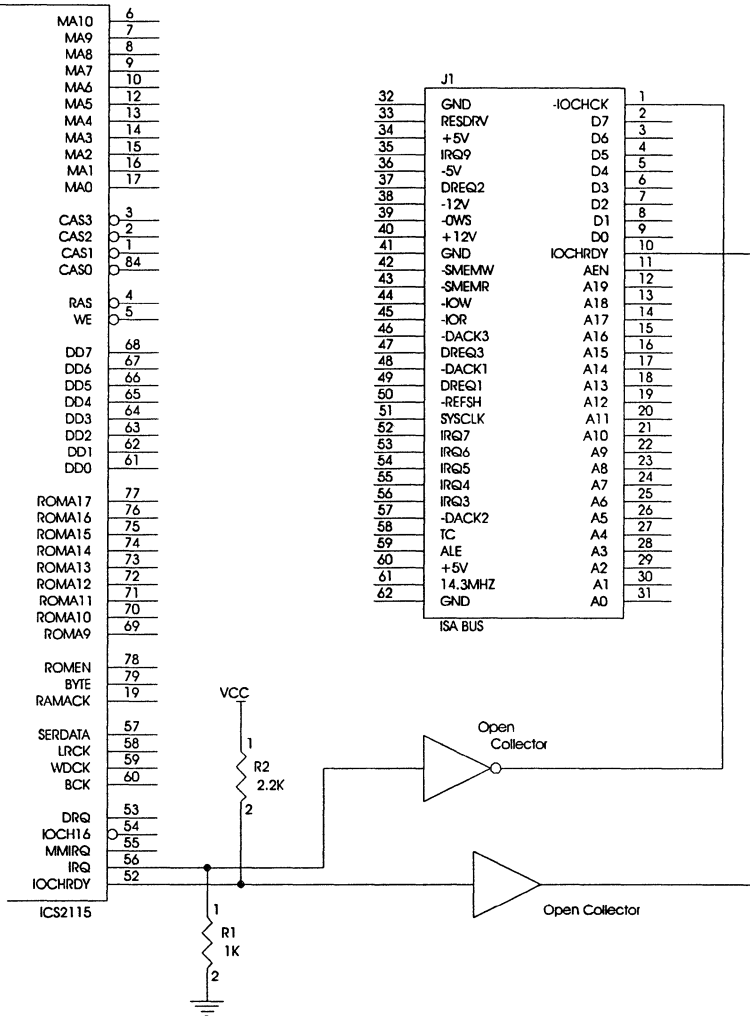 MA10 6
MA9 7
MA8 8
MA7 9
MA6 10
MA5 12
MA4 13
MA3 14
MA2 15
MA1 16
MA0 17
CAS3 3
CAS2 2
CAS1 1
CAS0 84
RAS 4
WE 5
DD7 68
DD6 67
DD5 66
DD4 65
DD3 64
DD2 63
DD1 62
DD0 61
ROMA17 77
ROMA16 76
ROMA15 75
ROMA14 74
ROMA13 73
ROMA12 72
ROMA11 71
ROMA10 70
ROMA9 69
ROMEN 78
BYTE 79
RAMACK 19
SERDATA 57
LRCK 58
WDCK 59
BCK 60
DRQ 53
IOCH16 54
MMIRQ 55
IRQ 56
IOCHRDY 52
ICS2115
J1
32 GND -IOCHCK 1
33 RESDRV D7 2
34 +5V D6 3
35 IRQ9 D5 4
36 -5V D4 5
37 DREQ2 D3 6
38 -12V D2 7
39 -0WS D1 8
40 +12V D0 9
41 GND IOCHRDY 10
42 -SMEMW AEN 11
43 -SMEMR A19 12
44 -IOW A18 13
45 -IOR A17 14
46 -DACK3 A16 15
47 DREQ3 A15 16
48 -DACK1 A14 17
49 DREQ1 A13 18
50 -REFSH A12 19
51 SYSCLK A11 20
52 IRQ7 A10 21
53 IRQ6 A9 22
54 IRQ5 A8 23
55 IRQ4 A7 24
56 IRQ3 A6 25
57 -DACK2 A5 26
58 TC A4 27
59 ALE A3 28
60 +5V A2 29
61 14.3MHZ A1 30
62 GND A0 31
ISA BUS
VCC
1
R2
2.2K
2
Open
Collector
Open Collector
1
R1
1K
2